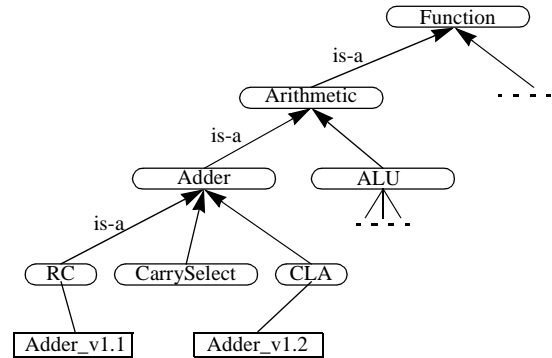 Function
is-a
Arithmetic
is-a
Adder
ALU
is-a
RC
CarrySelect
CLA
Adder_v1.1
Adder_v1.2